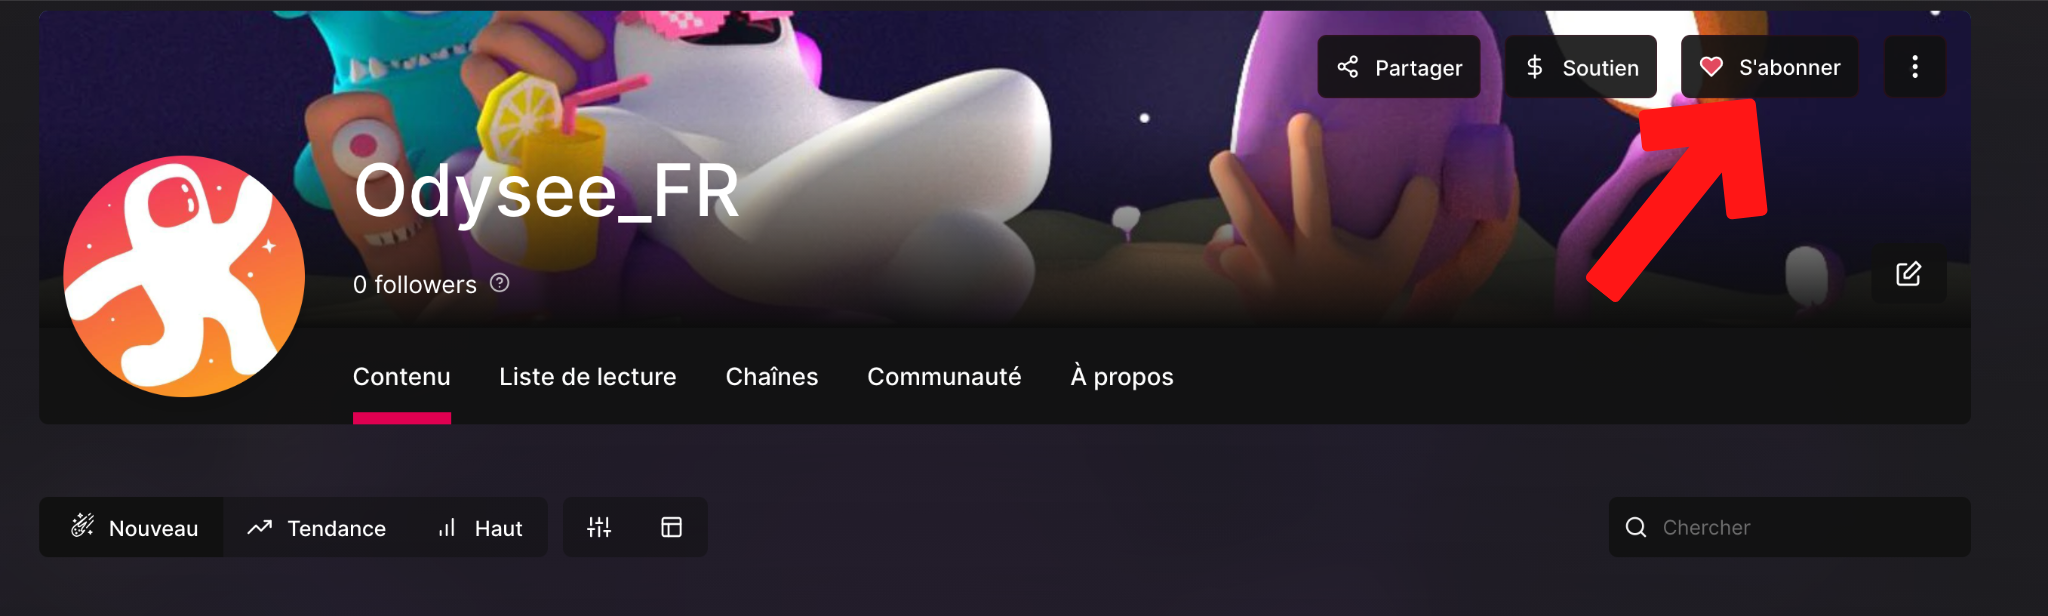 Partager
$ Soutien
S'abonner
Odysee_FR
0 followers
Contenu
Liste de lecture
Chaînes
Communauté
À propos
Nouveau
Tendance
Haut
Chercher